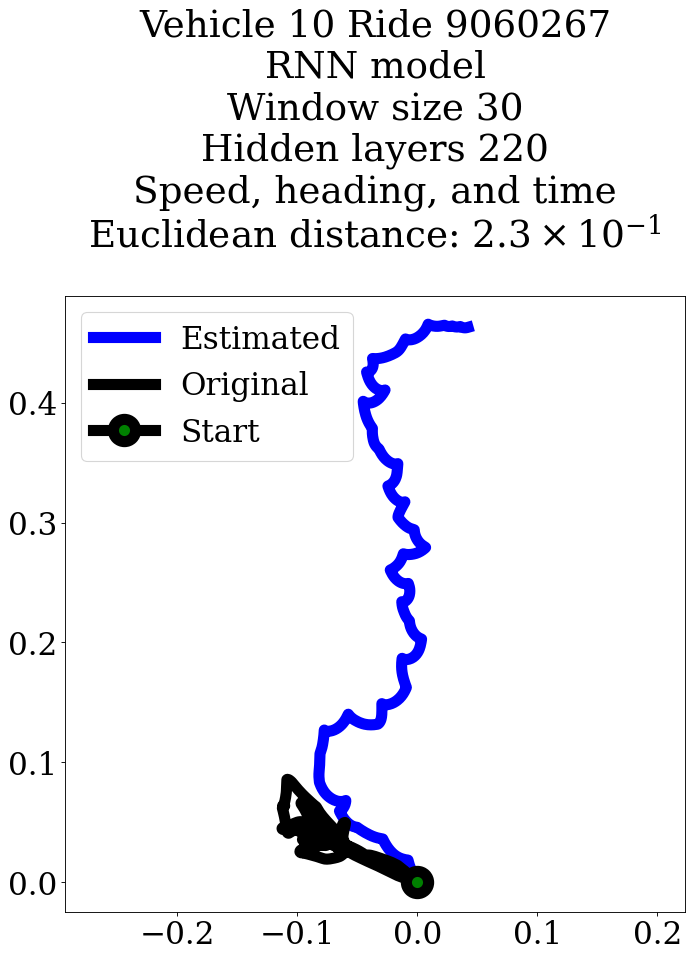 Vehicle 10 Ride 9060267
RNN model
Window size 30
Hidden layers 220
Speed, heading, and time
Euclidean distance: 2.3 × 10⁻¹
Estimated
Original
Start
0.4
0.3
0.2
0.1
0.0
−0.2 −0.1 0.0 0.1 0.2